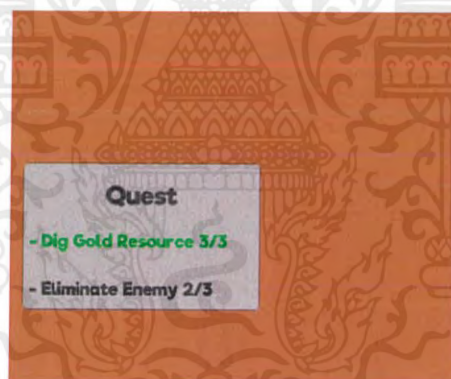 Quest
- Dig Gold Resource 3/3
- Eliminate Enemy 2/3